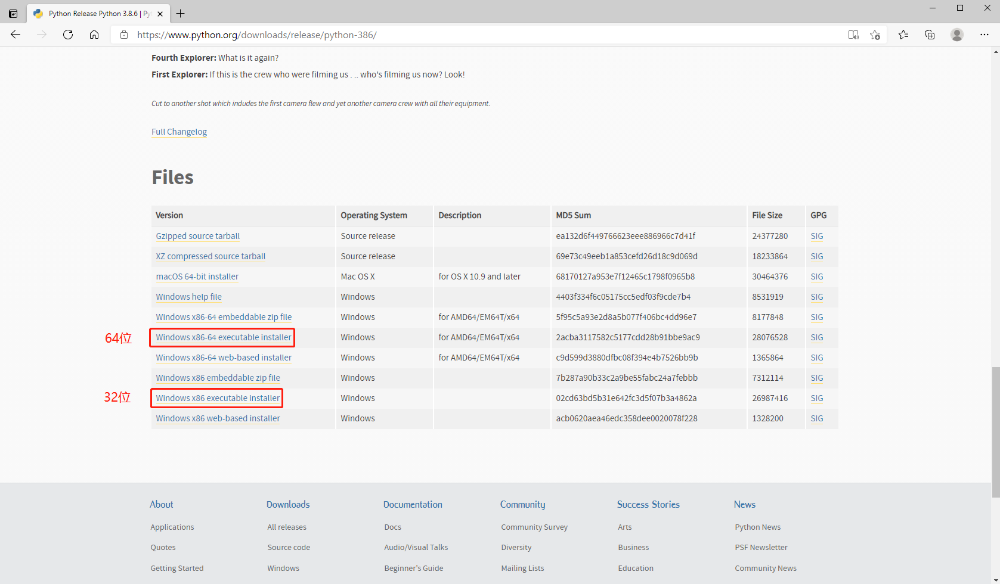 Python Release Python 3.8.6 | Py
https://www.python.org/downloads/release/python-386/
Fourth Explorer: What is it again?
First Explorer: If this is the crew who were filming us . .. who's filming us now? Look!
Cut to another shot which indudes the first camera flew and yet another camera crew with all their equipment.
Full Changelog
Files
Version Operating System Description MD5 Sum File Size GPG
Gzipped source tarball Source release ea132d6f449766623eee886966c7d41f 24377280 SIG
XZ compressed source tarball Source release 69e73c49eeb1a853cefd26d18c9d069d 18233864 SIG
macOS 64-bit installer Mac OS X for OS X 10.9 and later 68170127a953e7f12465c1798f0965b8 30464376 SIG
Windows help file Windows 4403f334f6c05175cc5edf03f9cde7b4 8531919 SIG
Windows x86-64 embeddable zip file Windows for AMD64/EM64T/x64 5f95c5a93e2d8a5b077f406bc4dd96e7 8177848 SIG
64位 Windows x86-64 executable installer Windows for AMD64/EM64T/x64 2acba3117582c5177cdd28b91bbe9ac9 28076528 SIG
Windows x86-64 web-based installer Windows for AMD64/EM64T/x64 c9d599d3880dfbc08f394e4b7526bb9b 1365864 SIG
Windows x86 embeddable zip file Windows 7b287a90b33c2a9be55fabc24a7febbb 7312114 SIG
32位 Windows x86 executable installer Windows 02cd63bd5b31e642fc3d5f07b3a4862a 26987416 SIG
Windows x86 web-based installer Windows acb0620aea46edc358dee0020078f228 1328200 SIG
About Downloads Documentation Community Success Stories News
Applications All releases Docs Community Survey Arts Python News
Quotes Source code Audio/Visual Talks Diversity Business PSF Newsletter
Getting Started Windows Beginner's Guide Mailing Lists Education Community News